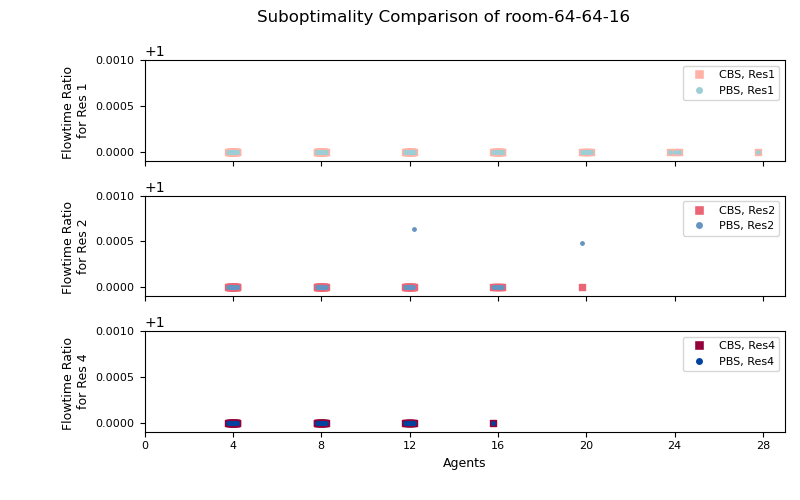 Suboptimality Comparison of room-64-64-16
+1
Flowtime Ratio
for Res 1
0.0010
0.0005
0.0000
CBS, Res1
PBS, Res1
+1
Flowtime Ratio
for Res 2
0.0010
0.0005
0.0000
CBS, Res2
PBS, Res2
+1
Flowtime Ratio
for Res 4
0.0010
0.0005
0.0000
CBS, Res4
PBS, Res4
0 4 8 12 16 20 24 28
Agents